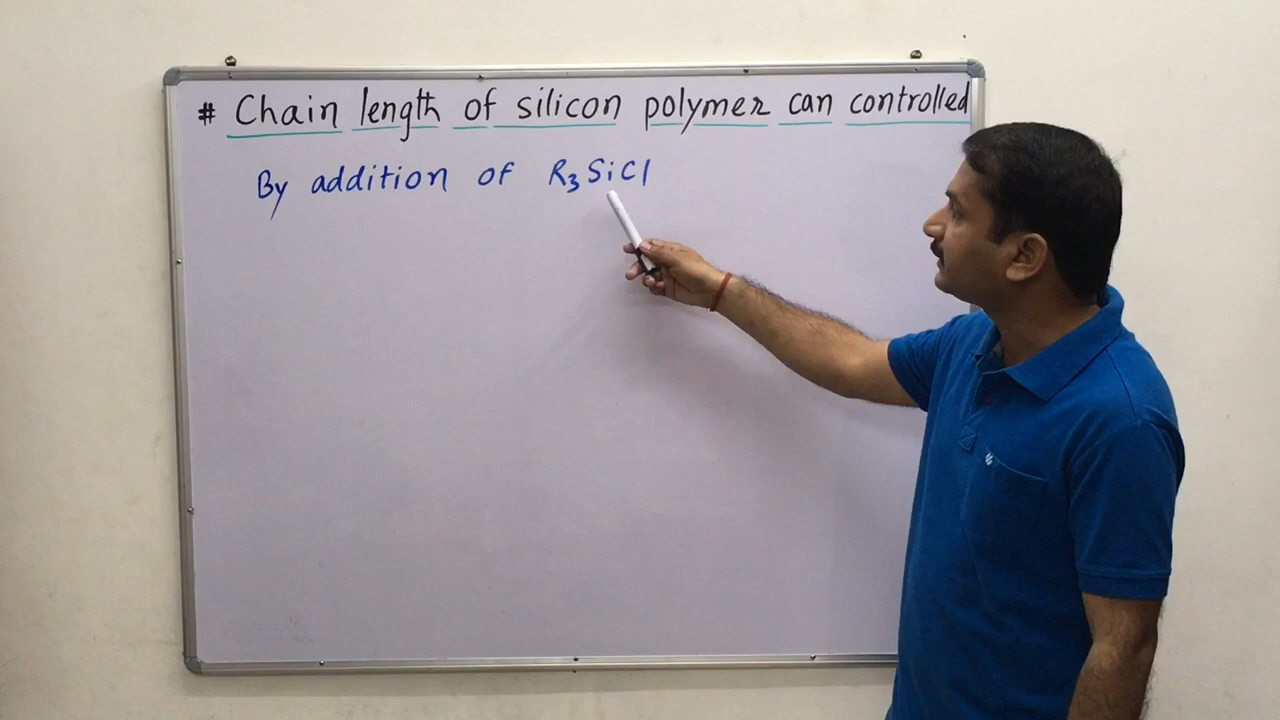 # Chain length of silicon polymer can controlled
By addition of R₃SiCl